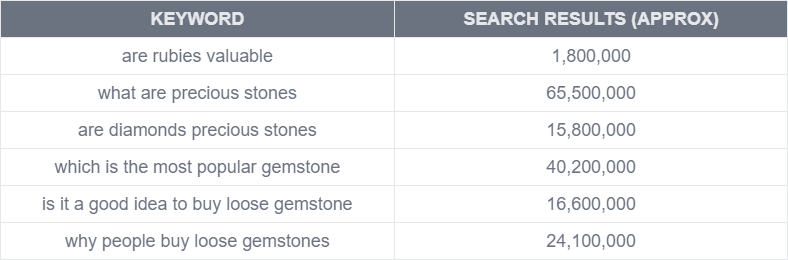 KEYWORD SEARCH RESULTS (APPROX)
are rubies valuable 1,800,000
what are precious stones 65,500,000
are diamonds precious stones 15,800,000
which is the most popular gemstone 40,200,000
is it a good idea to buy loose gemstone 16,600,000
why people buy loose gemstones 24,100,000